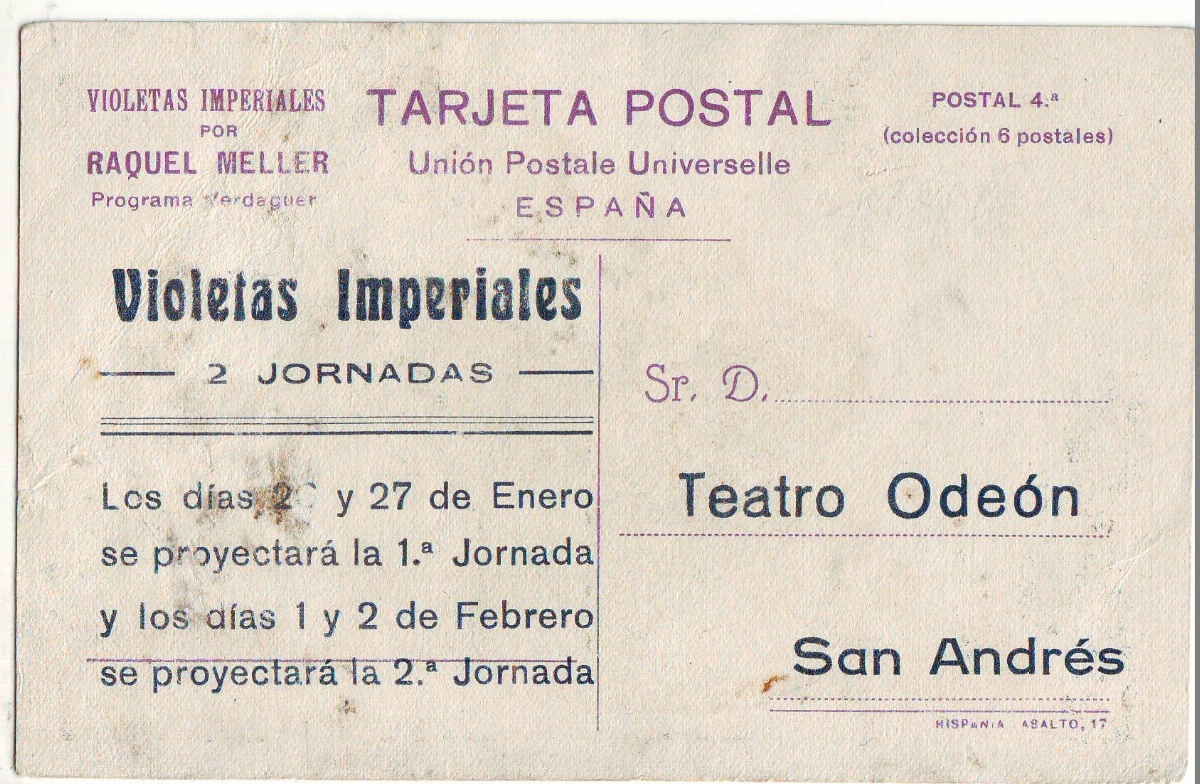 VIOLETAS IMPERIALES
POR
RAQUEL MELLER
Programa Verdaguer
TARJETA POSTAL
Unión Postale Universelle
ESPAÑA
POSTAL 4.ª
(colección 6 postales)
Violetas Imperiales
2 JORNADAS
Los días y 27 de Enero
se proyectará la 1.ª Jornada
y los días 1 y 2 de Febrero
se proyectará la 2.ª Jornada
Sr. D.
Teatro Odeón
San Andrés
HISPANIA ASALTO, 17